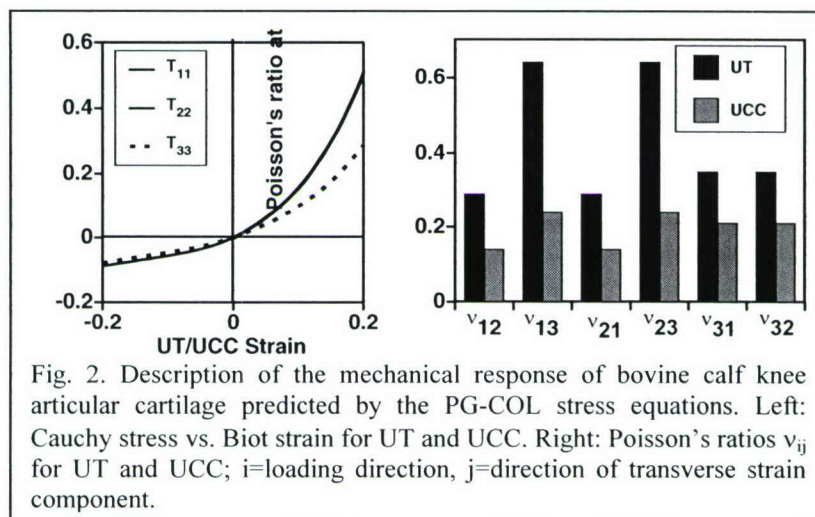 0.6
0.4
0.2
0
-0.2
T11
T22
T33
-0.2 0 0.2
UT/UCC Strain
Poisson's ratio at
0.6
0.4
0.2
0
UT
UCC
ν12 ν13 ν21 ν23 ν31 ν32
Fig. 2. Description of the mechanical response of bovine calf knee
articular cartilage predicted by the PG-COL stress equations. Left:
Cauchy stress vs. Biot strain for UT and UCC. Right: Poisson's ratios νij
for UT and UCC; i=loading direction, j=direction of transverse strain
component.